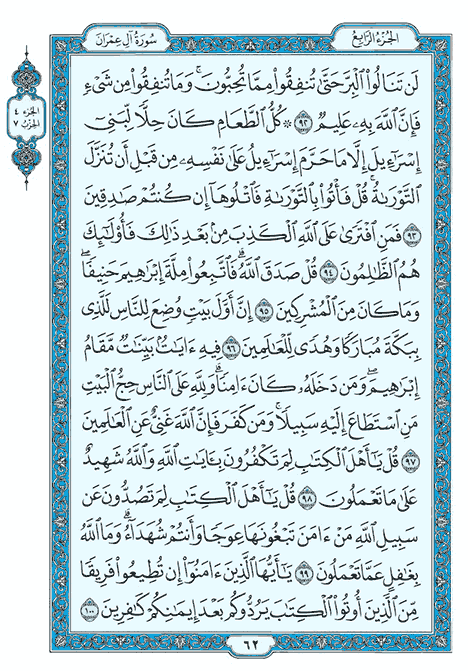 الجزء الرابع
سورة آل عمران
الجزء ٤
الحزب ٧
لَن تَنَالُوا۟ ٱلْبِرَّ حَتَّىٰ تُنفِقُوا۟ مِمَّا تُحِبُّونَ ۚ وَمَا تُنفِقُوا۟ مِن شَىْءٍ
فَإِنَّ ٱللَّهَ بِهِۦ عَلِيمٌ ٩٢ ۞ كُلُّ ٱلطَّعَامِ كَانَ حِلًّا لِّبَنِىٓ
إِسْرَٰٓءِيلَ إِلَّا مَا حَرَّمَ إِسْرَٰٓءِيلُ عَلَىٰ نَفْسِهِۦ مِن قَبْلِ أَن تُنَزَّلَ
ٱلتَّوْرَىٰةُ ۗ قُلْ فَأْتُوا۟ بِٱلتَّوْرَىٰةِ فَٱتْلُوهَآ إِن كُنتُمْ صَٰدِقِينَ
٩٣ فَمَنِ ٱفْتَرَىٰ عَلَى ٱللَّهِ ٱلْكَذِبَ مِنۢ بَعْدِ ذَٰلِكَ فَأُو۟لَٰٓئِكَ
هُمُ ٱلظَّٰلِمُونَ ٩٤ قُلْ صَدَقَ ٱللَّهُ ۗ فَٱتَّبِعُوا۟ مِلَّةَ إِبْرَٰهِيمَ حَنِيفًا ۖ
وَمَا كَانَ مِنَ ٱلْمُشْرِكِينَ ٩٥ إِنَّ أَوَّلَ بَيْتٍ وُضِعَ لِلنَّاسِ لَلَّذِى
بِبَكَّةَ مُبَارَكًا وَهُدًى لِّلْعَٰلَمِينَ ٩٦ فِيهِ ءَايَٰتٌۢ بَيِّنَٰتٌ مَّقَامُ
إِبْرَٰهِيمَ ۖ وَمَن دَخَلَهُۥ كَانَ ءَامِنًا ۗ وَلِلَّهِ عَلَى ٱلنَّاسِ حِجُّ ٱلْبَيْتِ
مَنِ ٱسْتَطَاعَ إِلَيْهِ سَبِيلًا ۚ وَمَن كَفَرَ فَإِنَّ ٱللَّهَ غَنِىٌّ عَنِ ٱلْعَٰلَمِينَ
٩٧ قُلْ يَٰٓأَهْلَ ٱلْكِتَٰبِ لِمَ تَكْفُرُونَ بِـَٔايَٰتِ ٱللَّهِ وَٱللَّهُ شَهِيدٌ
عَلَىٰ مَا تَعْمَلُونَ ٩٨ قُلْ يَٰٓأَهْلَ ٱلْكِتَٰبِ لِمَ تَصُدُّونَ عَن
سَبِيلِ ٱللَّهِ مَنْ ءَامَنَ تَبْغُونَهَا عِوَجًا وَأَنتُمْ شُهَدَآءُ ۗ وَمَا ٱللَّهُ
بِغَٰفِلٍ عَمَّا تَعْمَلُونَ ٩٩ يَٰٓأَيُّهَا ٱلَّذِينَ ءَامَنُوٓا۟ إِن تُطِيعُوا۟ فَرِيقًا
مِّنَ ٱلَّذِينَ أُوتُوا۟ ٱلْكِتَٰبَ يَرُدُّوكُم بَعْدَ إِيمَٰنِكُمْ كَٰفِرِينَ ١٠٠
٦٢